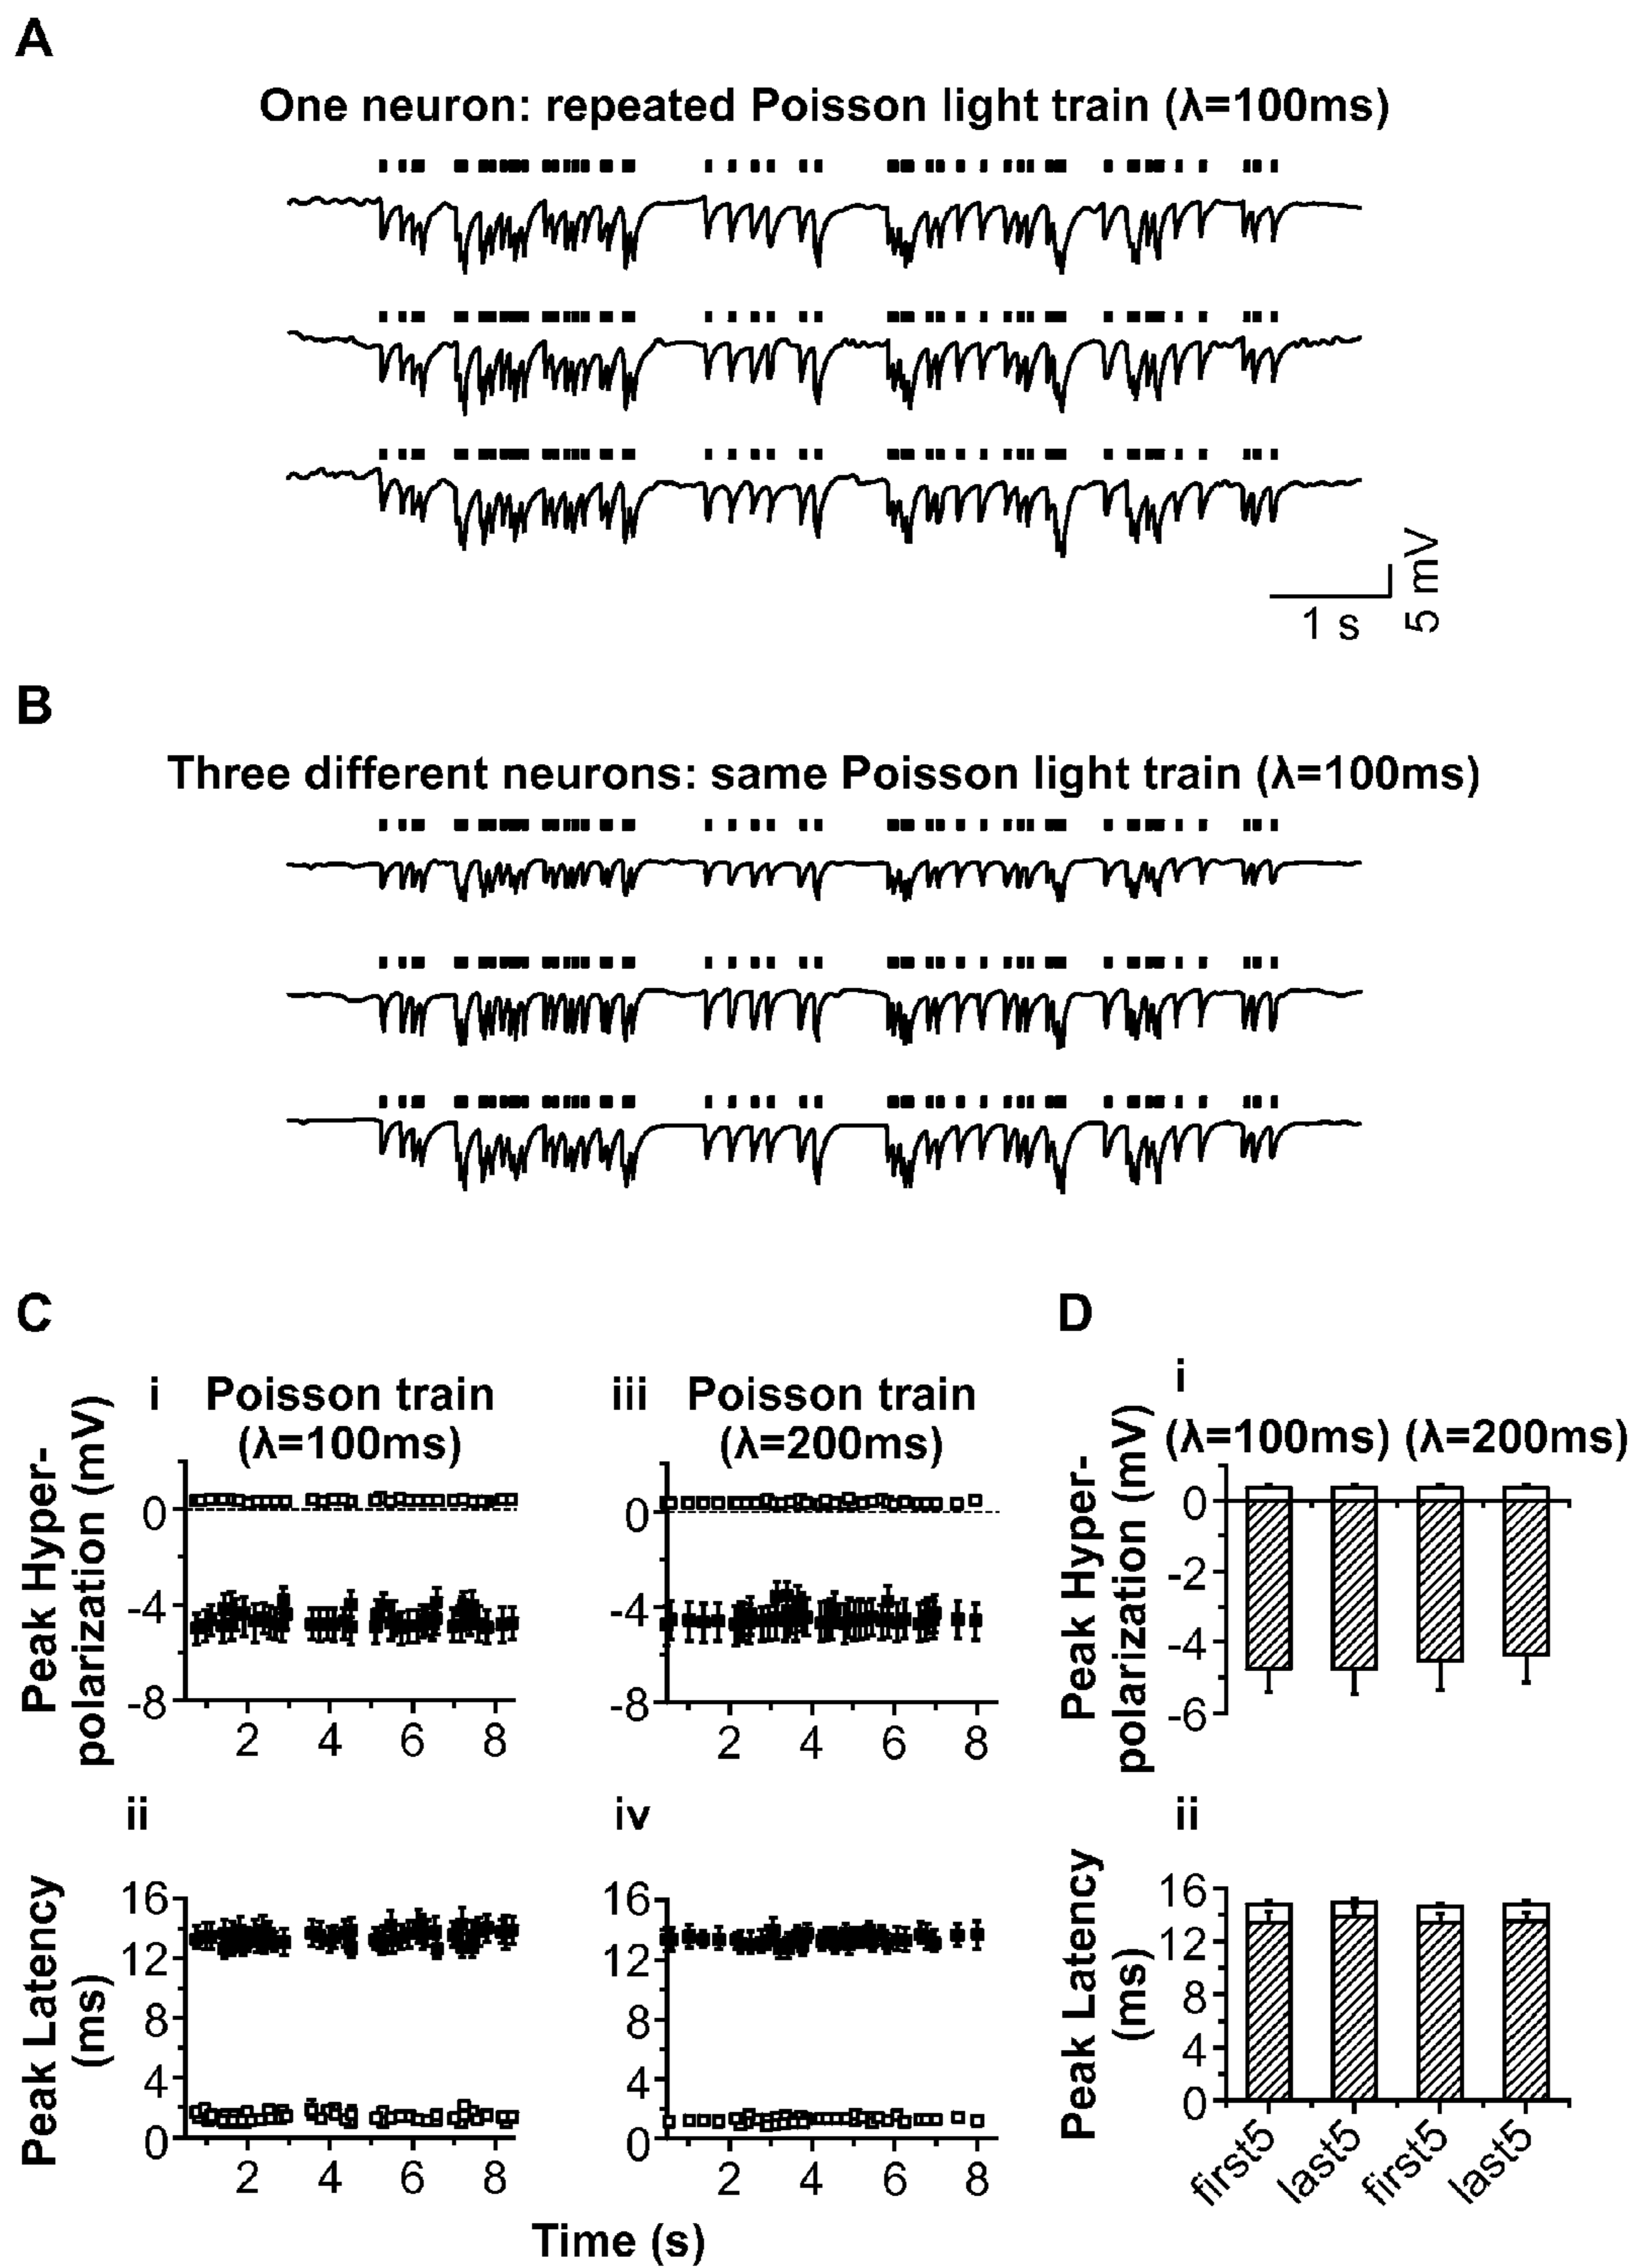 A
One neuron: repeated Poisson light train (λ=100ms)
1 s
5 mV
B
Three different neurons: same Poisson light train (λ=100ms)
C
D
i
Poisson train
(λ=100ms)
iii
Poisson train
(λ=200ms)
i
(λ=100ms) (λ=200ms)
Peak Hyper-
polarization (mV)
0
-4
-8
2 4 6 8
0
-4
-8
2 4 6 8
Peak Hyper-
polarization (mV)
0
-2
-4
-6
ii
iv
ii
Peak Latency
(ms)
16
12
8
4
0
2 4 6 8
16
12
8
4
0
2 4 6 8
Time (s)
Peak Latency
(ms)
16
12
8
4
0
first5
last5
first5
last5